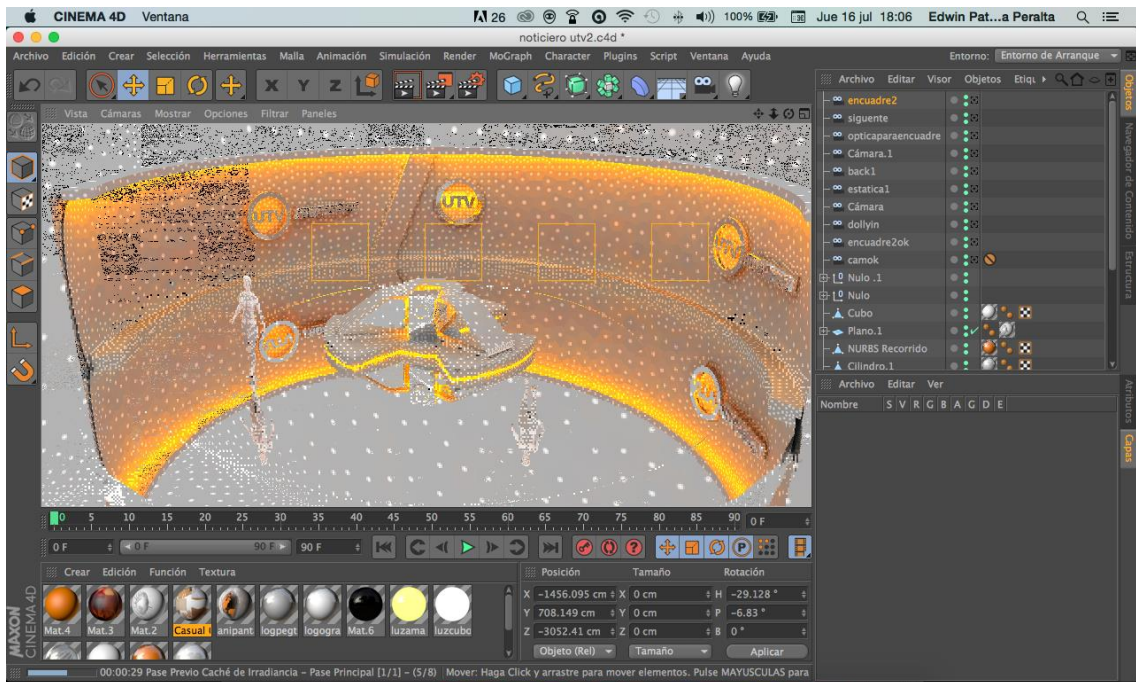 CINEMA 4D Ventana 26 100% Jue 16 jul 18:06 Edwin Pat...a Peralta
noticiero utv2.c4d *
Archivo Edición Crear Selección Herramientas Malla Animación Simulación Render MoGraph Character Plugins Script Ventana Ayuda Entorno: Entorno de Arranque
X Y Z
Archivo Editar Visor Objetos Etiqu
Vista Cámaras Mostrar Opciones Filtrar Paneles
encuadre2
siguente
opticaparaencuadre
Cámara.1
back1
estatica1
Cámara
dollyin
encuadre2ok
camok
Nulo .1
Nulo
Cubo
Plano.1
NURBS Recorrido
Cilindro.1
Objetos
Navegador de Contenido
Estructura
UTV
UTV
Archivo Editar Ver
Nombre S V R G B A G D E
Atributos
Capas
0 5 10 15 20 25 30 35 40 45 50 55 60 65 70 75 80 85 90 0 F
0 F 0 F 90 F 90 F
Crear Edición Función Textura
Mat.4 Mat.3 Mat.2 Casual anipant logpegt logogra Mat.6 luzama luzcubo
Posición Tamaño Rotación
X -1456.095 cm X 0 cm H -29.128 °
Y 708.149 cm Y 0 cm P -6.83 °
Z -3052.41 cm Z 0 cm B 0 °
Objeto (Rel) Tamaño Aplicar
MAXON
CINEMA4D
00:00:29 Pase Previo Caché de Irradiancia - Pase Principal [1/1] - (5/8) Mover: Haga Click y arrastre para mover elementos. Pulse MAYUSCULAS para